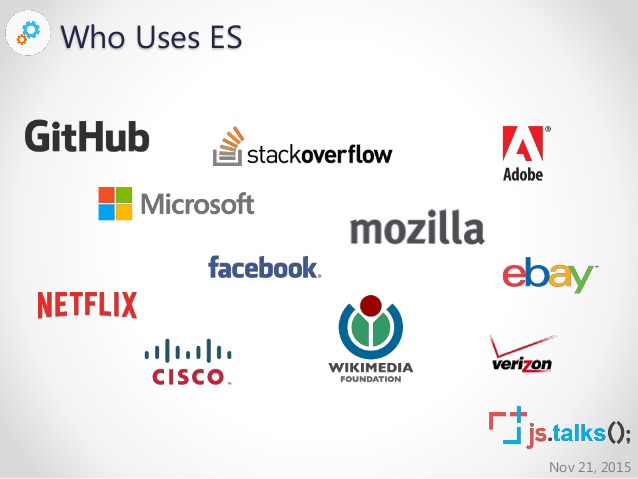 Who Uses ES
GitHub
stackoverflow
Adobe
Microsoft
mozilla
facebook.
ebay
NETFLIX
CISCO
WIKIMEDIA
FOUNDATION
verizon
js.talks();
Nov 21, 2015